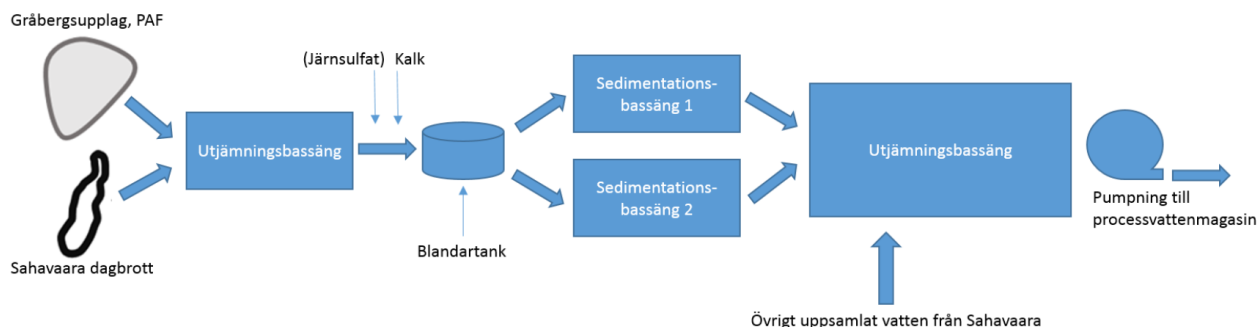 Gråbergsupplag, PAF
(Järnsulfat) Kalk
Utjämningsbassäng
Sahavaara dagbrott
Blandartank
Sedimentations-
bassäng 1
Sedimentations-
bassäng 2
Utjämningsbassäng
Pumpning till
processvattenmagasin
Övrigt uppsamlat vatten från Sahavaara